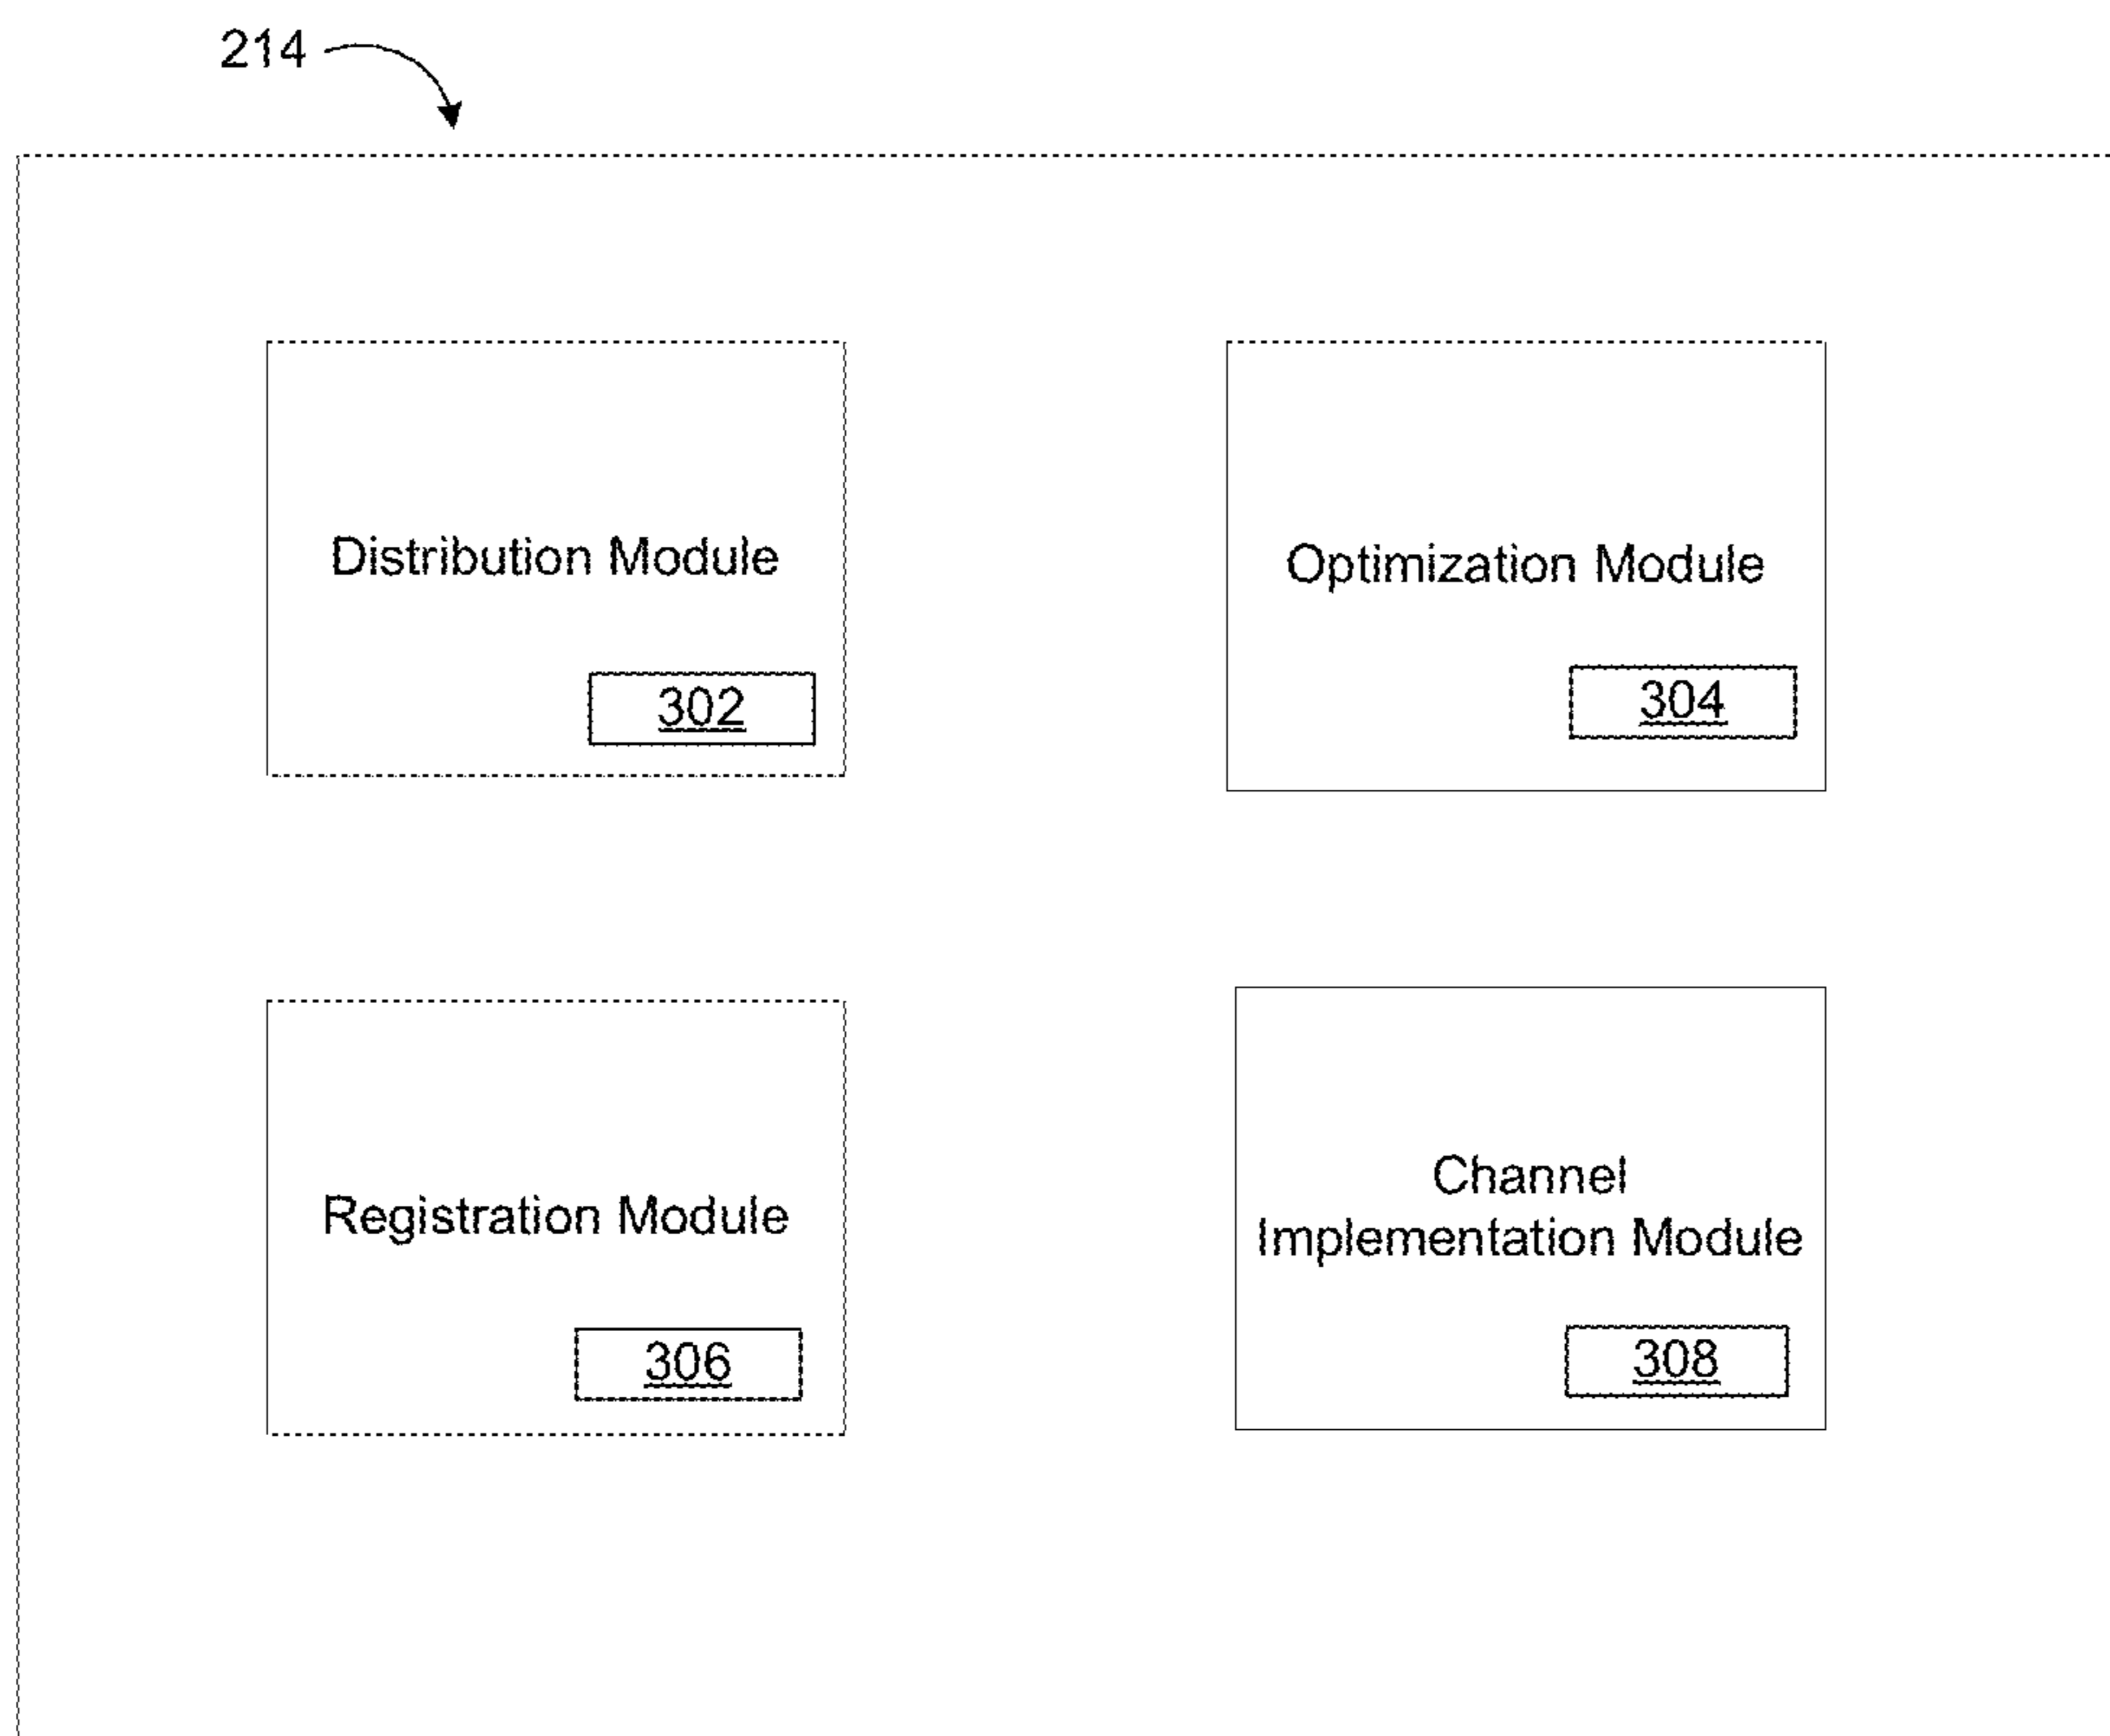 214
Distribution Module
302
Optimization Module
304
Registration Module
306
Channel
Implementation Module
308